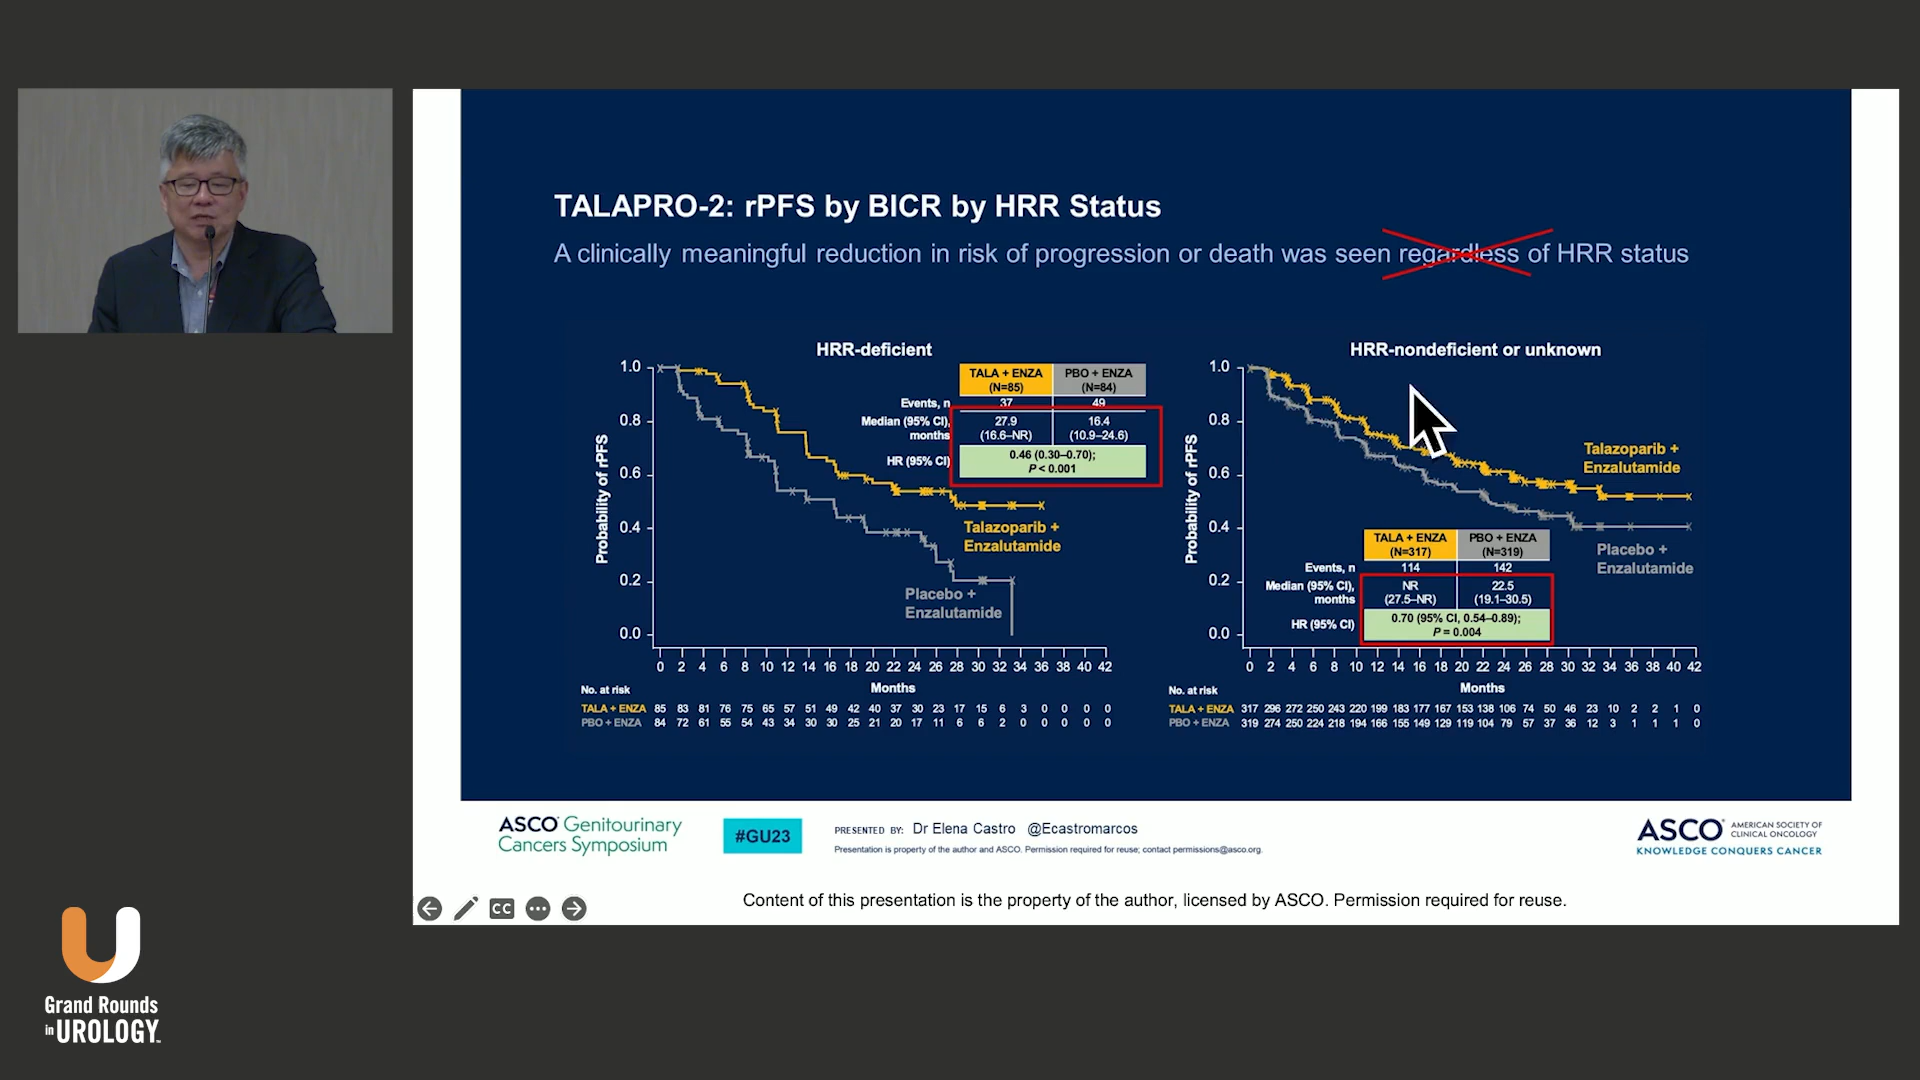 TALAPRO-2: rPFS by BICR by HRR Status
A clinically meaningful reduction in risk of progression or death was seen regardless of HRR status
HRR-deficient
TALA + ENZA (N=85)
PBO + ENZA (N=84)
Events, n 37 49
Median (95% CI), months 27.9 (16.6–NR) 16.4 (10.9–24.6)
HR (95% CI) 0.46 (0.30–0.70);
P < 0.001
Probability of rPFS
1.0
0.8
0.6
0.4
0.2
0.0
Talazoparib +
Enzalutamide
Placebo +
Enzalutamide
0 2 4 6 8 10 12 14 16 18 20 22 24 26 28 30 32 34 36 38 40 42
Months
No. at risk
TALA + ENZA 85 83 81 76 75 65 57 51 49 42 40 37 30 23 17 15 6 3 0 0 0 0
PBO + ENZA 84 72 61 55 54 43 34 30 30 25 21 20 17 11 6 6 2 0 0 0 0 0
HRR-nondeficient or unknown
Probability of rPFS
1.0
0.8
0.6
0.4
0.2
0.0
Talazoparib +
Enzalutamide
Placebo +
Enzalutamide
TALA + ENZA (N=317)
PBO + ENZA (N=319)
Events, n 114 142
Median (95% CI), months NR (27.5–NR) 22.5 (19.1–30.5)
HR (95% CI) 0.70 (95% CI, 0.54–0.89);
P = 0.004
0 2 4 6 8 10 12 14 16 18 20 22 24 26 28 30 32 34 36 38 40 42
Months
No. at risk
TALA + ENZA 317 296 272 250 243 220 199 183 177 167 153 138 106 74 50 46 23 10 2 2 1 0
PBO + ENZA 319 274 250 224 218 194 166 155 149 129 119 104 79 57 37 36 12 3 1 1 1 0
ASCO Genitourinary
Cancers Symposium
#GU23
PRESENTED BY: Dr Elena Castro @Ecastromarcos
Presentation is property of the author and ASCO. Permission required for reuse; contact permissions@asco.org.
ASCO AMERICAN SOCIETY OF
CLINICAL ONCOLOGY
KNOWLEDGE CONQUERS CANCER
CC
Content of this presentation is the property of the author, licensed by ASCO. Permission required for reuse.
Grand Rounds
in UROLOGY